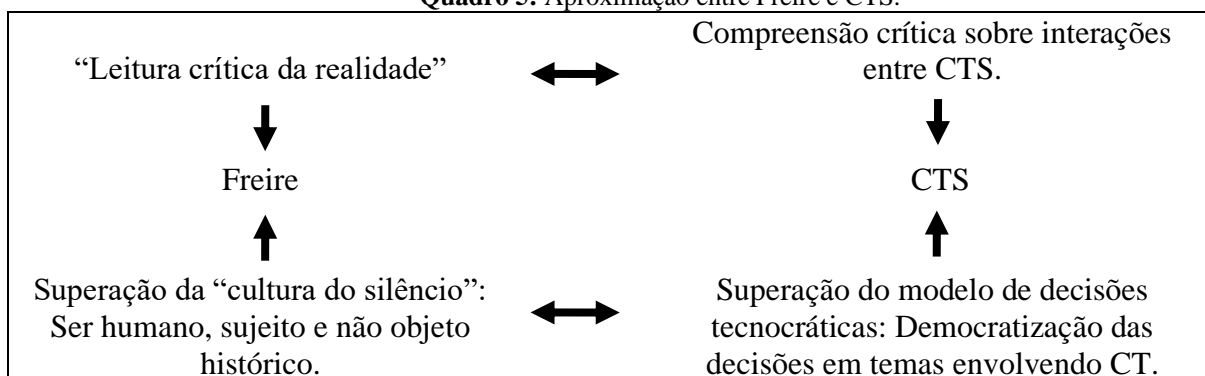 Quadro 3: Aproximação entre Freire e CTS.
“Leitura crítica da realidade”
Compreensão crítica sobre interações
entre CTS.
Freire
CTS
Superação da “cultura do silêncio”:
Ser humano, sujeito e não objeto
histórico.
Superação do modelo de decisões
tecnocráticas: Democratização das
decisões em temas envolvendo CT.